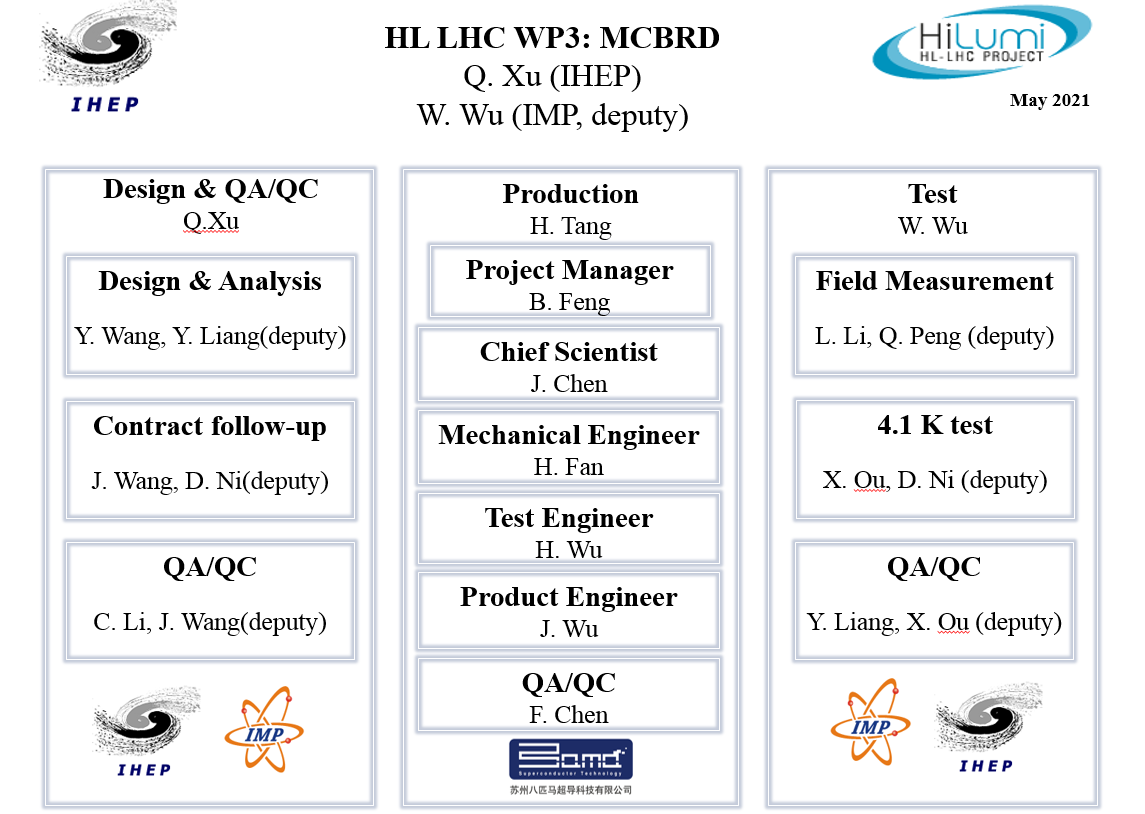 IHEP
HL LHC WP3: MCBRD
Q. Xu (IHEP)
W. Wu (IMP, deputy)
HiLumi
HL-LHC PROJECT
May 2021
Design & QA/QC
Q.Xu
Design & Analysis
Y. Wang, Y. Liang(deputy)
Contract follow-up
J. Wang, D. Ni(deputy)
QA/QC
C. Li, J. Wang(deputy)
IHEP
IMP
Production
H. Tang
Project Manager
B. Feng
Chief Scientist
J. Chen
Mechanical Engineer
H. Fan
Test Engineer
H. Wu
Product Engineer
J. Wu
QA/QC
F. Chen
Bama
Superconductor Technology
苏州八匹马超导科技有限公司
Test
W. Wu
Field Measurement
L. Li, Q. Peng (deputy)
4.1 K test
X. Ou, D. Ni (deputy)
QA/QC
Y. Liang, X. Ou (deputy)
IMP
IHEP